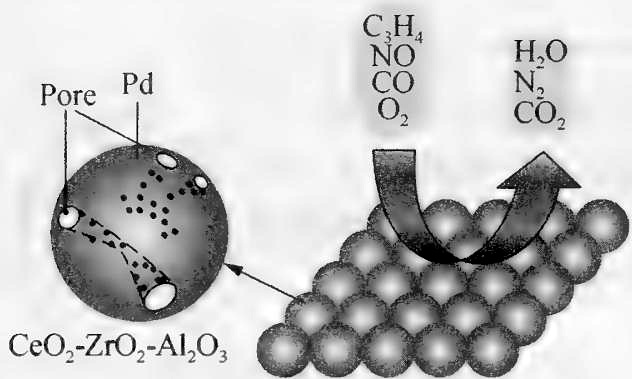 Pore
Pd
CeO₂-ZrO₂-Al₂O₃
C₃H₄
NO
CO
O₂
H₂O
N₂
CO₂